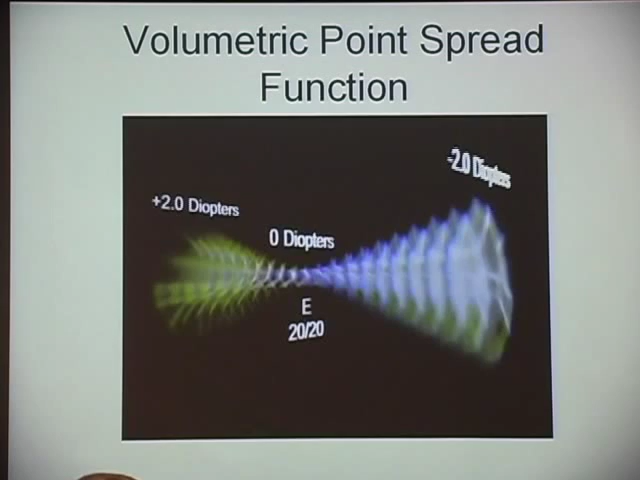 Volumetric Point Spread
Function
-2.0 Diopters
+2.0 Diopters
0 Diopters
E
20/20